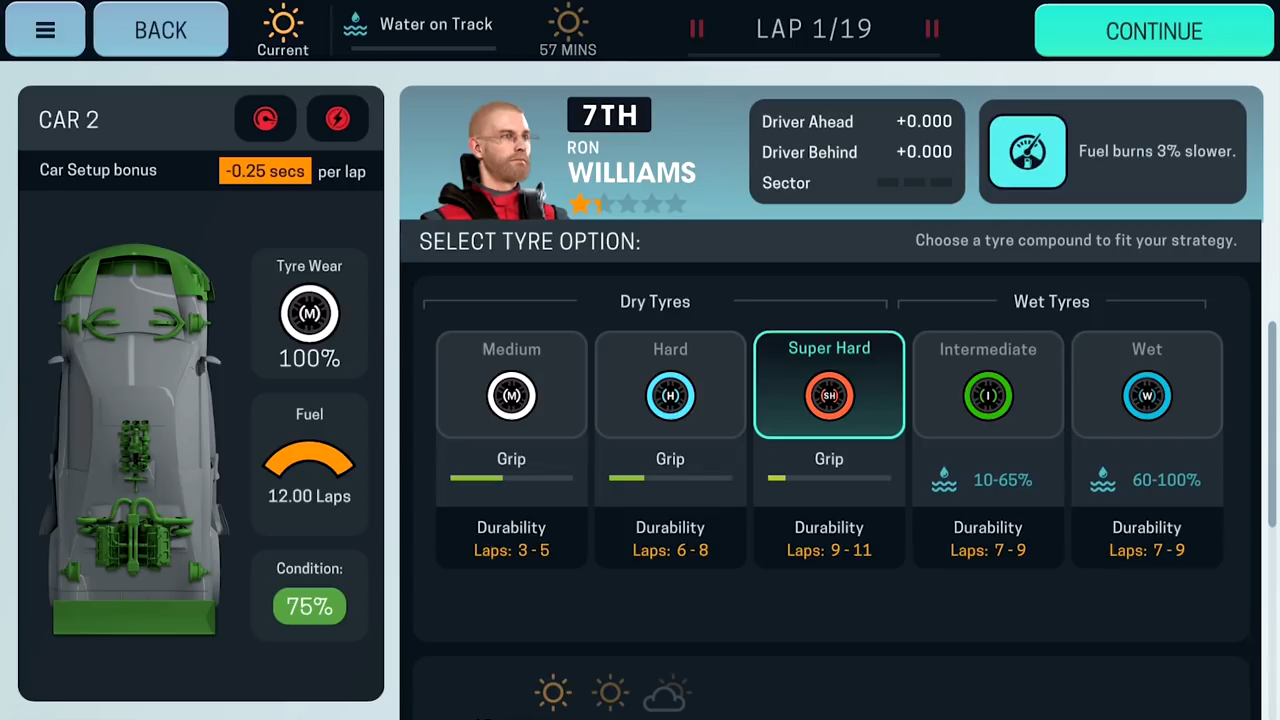 BACK
Current
Water on Track
57 MINS
LAP 1/19
CONTINUE
CAR 2
Car Setup bonus
-0.25 secs per lap
Tyre Wear
(M)
100%
Fuel
12.00 Laps
Condition:
75%
7TH
RON
WILLIAMS
Driver Ahead +0.000
Driver Behind +0.000
Sector
Fuel burns 3% slower.
SELECT TYRE OPTION:
Choose a tyre compound to fit your strategy.
Dry Tyres
Wet Tyres
Medium
(M)
Grip
Durability
Laps: 3 - 5
Hard
(H)
Grip
Durability
Laps: 6 - 8
Super Hard
(SH)
Grip
Durability
Laps: 9 - 11
Intermediate
(I)
10-65%
Durability
Laps: 7 - 9
Wet
(W)
60-100%
Durability
Laps: 7 - 9